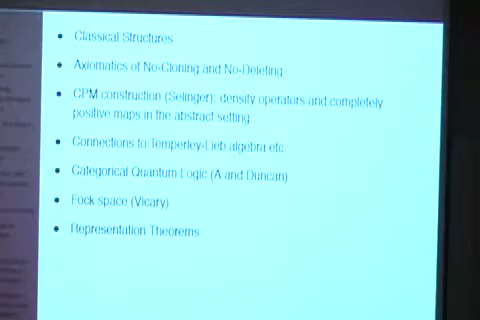 • Classical Structures
• Axiomatics of No-Cloning and No-Deleting
• CPM construction (Selinger): density operators and completely
positive maps in the abstract setting
• Connections to Temperley-Lieb algebra etc.
• Categorical Quantum Logic (A and Duncan)
• Fock space (Vicary)
• Representation Theorems